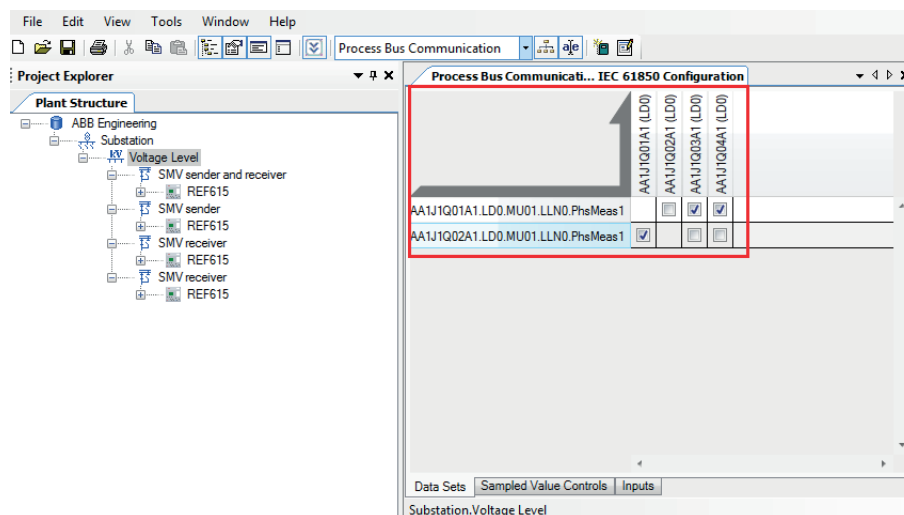 File Edit View Tools Window Help
Process Bus Communication
Project Explorer
Plant Structure
ABB Engineering
Substation
Voltage Level
SMV sender and receiver
REF615
SMV sender
REF615
SMV receiver
REF615
SMV receiver
REF615
Process Bus Communicati... IEC 61850 Configuration
AA1J1Q01A1 (LD0)
AA1J1Q02A1 (LD0)
AA1J1Q03A1 (LD0)
AA1J1Q04A1 (LD0)
AA1J1Q01A1.LD0.MU01.LLN0.PhsMeas1
AA1J1Q02A1.LD0.MU01.LLN0.PhsMeas1
Data Sets Sampled Value Controls Inputs
Substation.Voltage Level